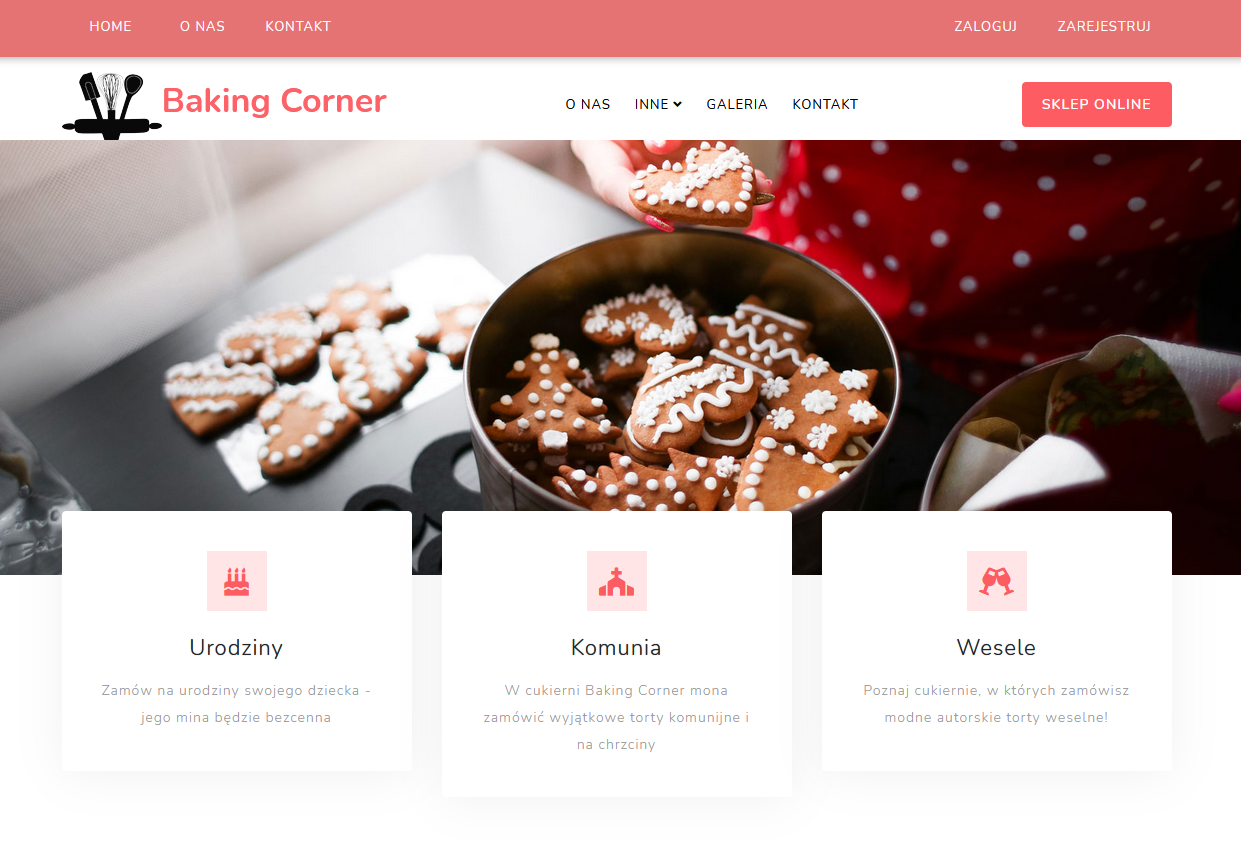 HOME O NAS KONTAKT ZALOGUJ ZAREJESTRUJ
Baking Corner O NAS INNE GALERIA KONTAKT SKLEP ONLINE
Urodziny
Zamów na urodziny swojego dziecka -
jego mina będzie bezcenna
Komunia
W cukierni Baking Corner mona
zamówić wyjątkowe torty komunijne i
na chrzciny
Wesele
Poznaj cukiernie, w których zamówisz
modne autorskie torty weselne!